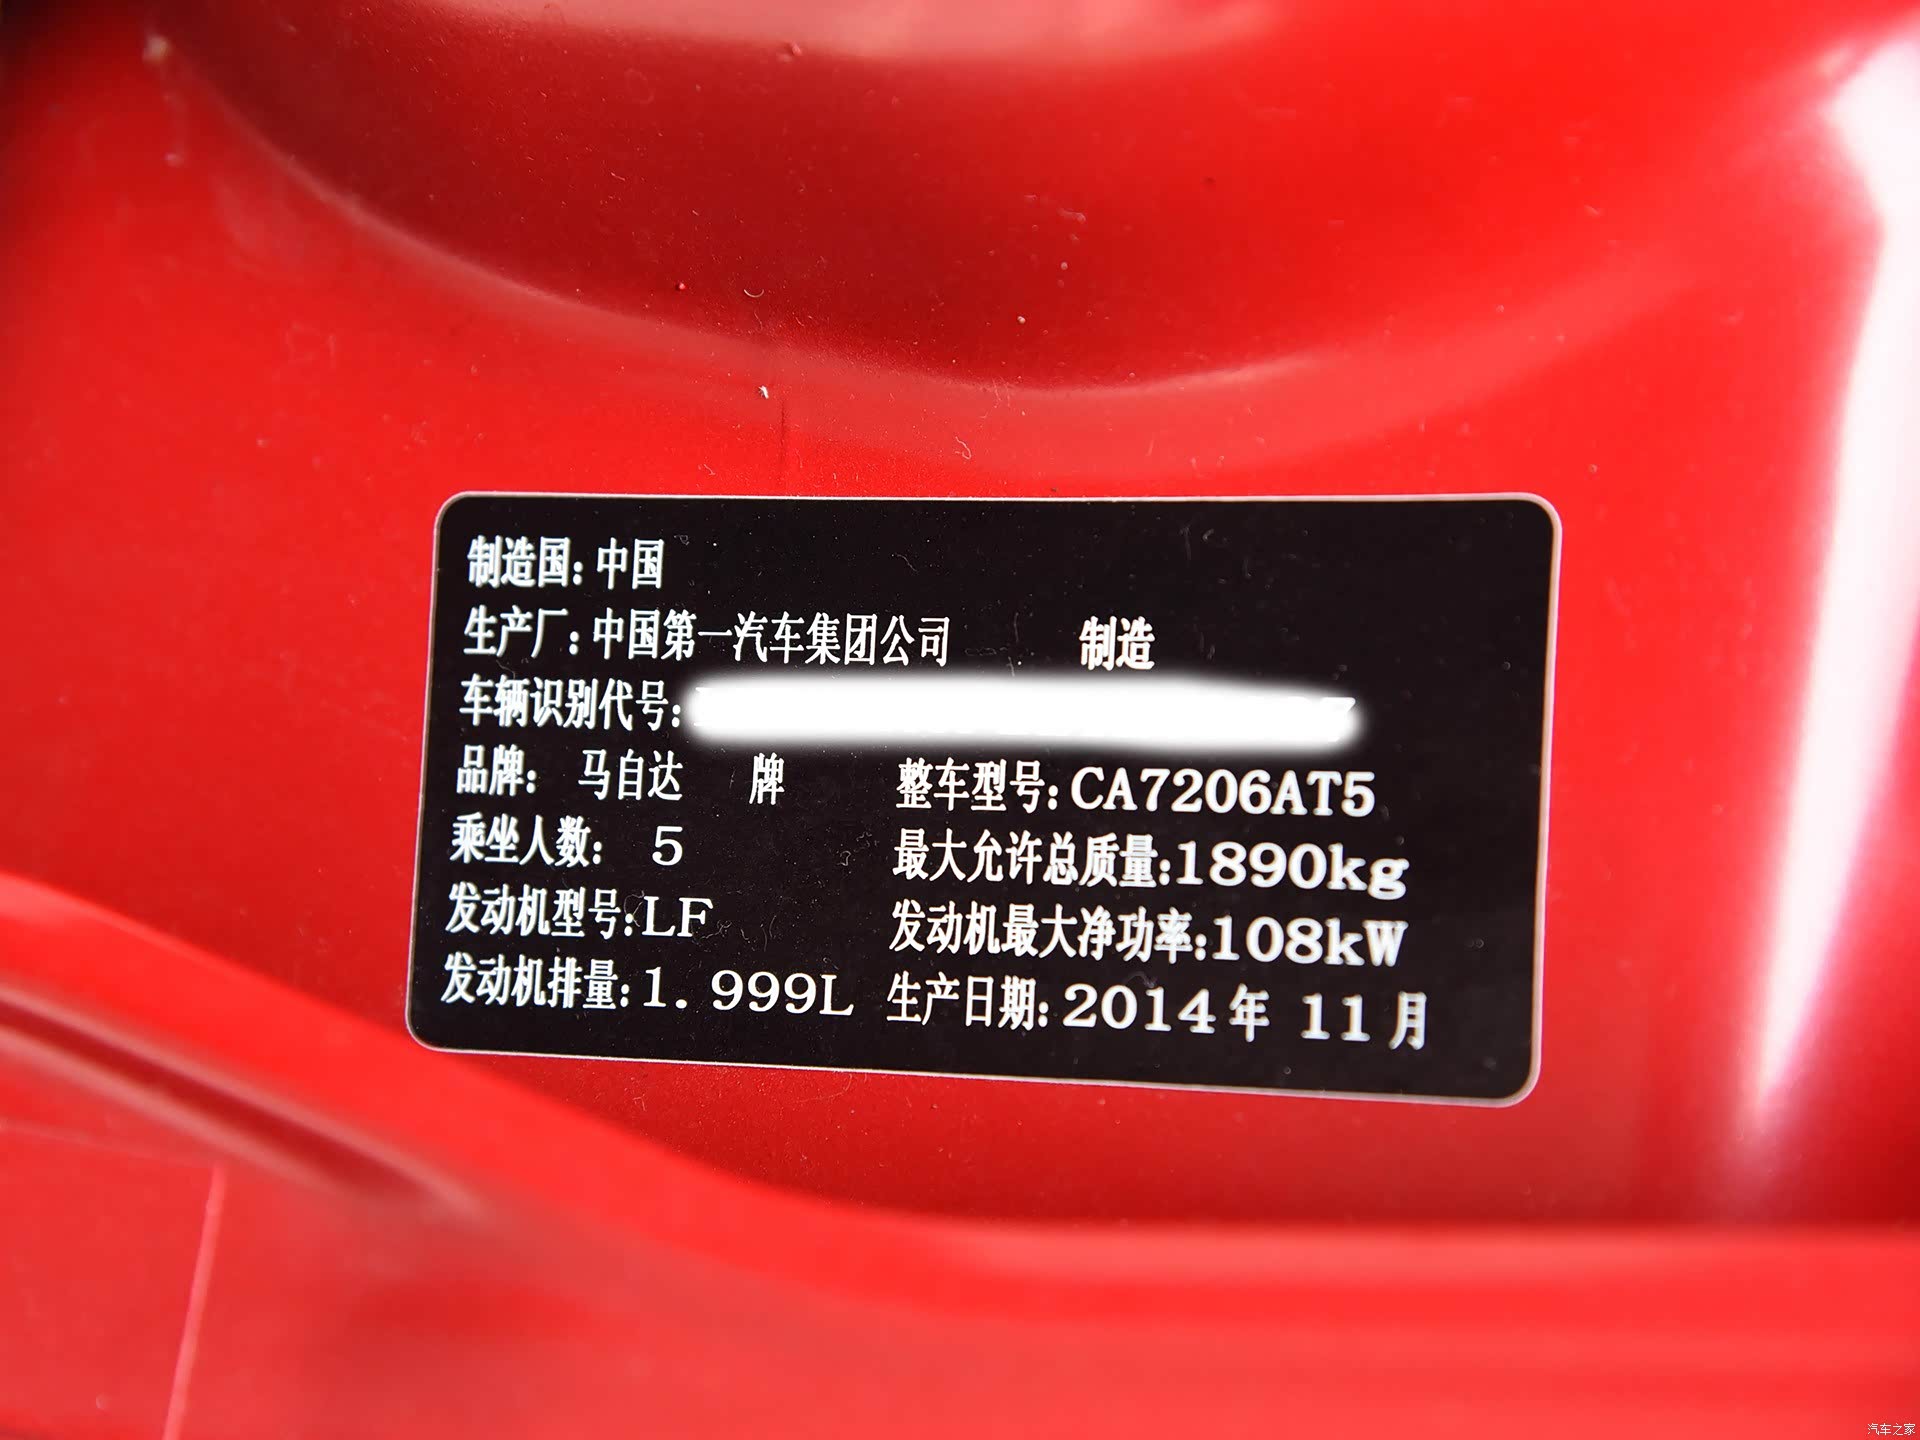 制造国:中国
生产厂:中国第一汽车集团公司 制造
车辆识别代号:
品牌: 马自达 牌 整车型号:CA7206AT5
乘坐人数: 5 最大允许总质量:1890kg
发动机型号:LF 发动机最大净功率:108kW
发动机排量:1.999L 生产日期:2014年 11月
汽车之家